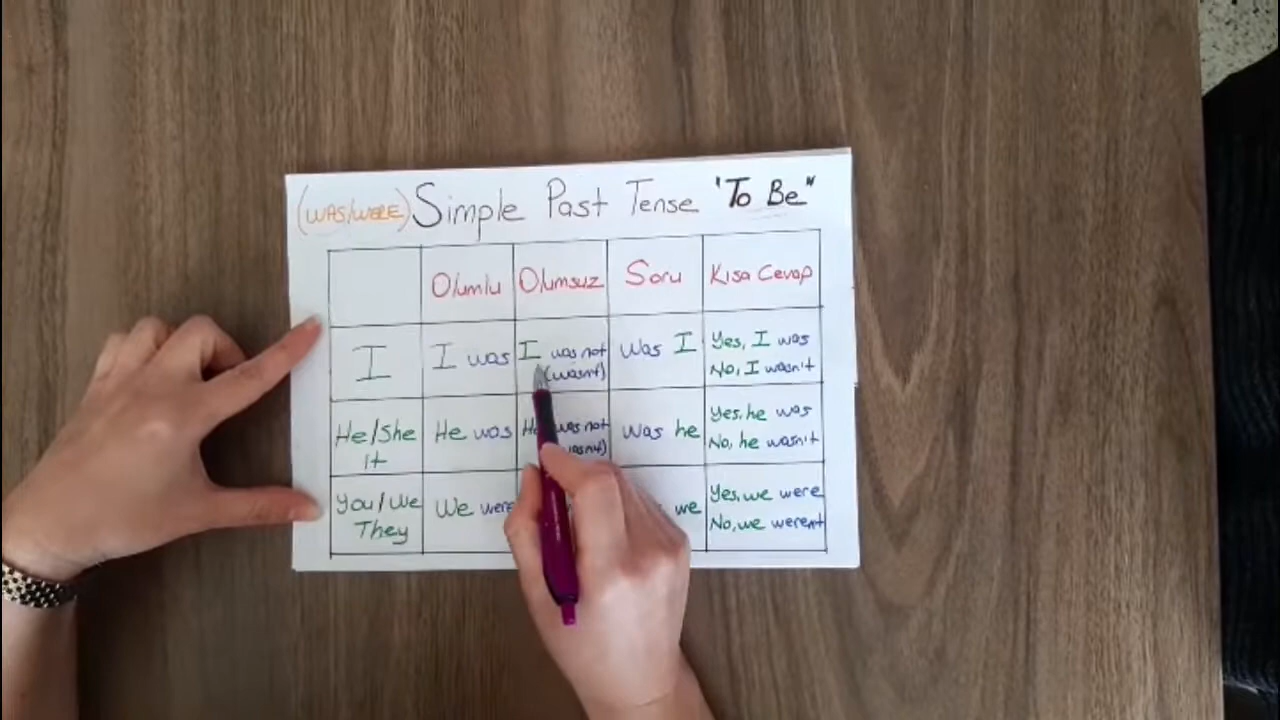 (WAS/WERE) Simple Past Tense "To Be"
Olumlu Olumsuz Soru Kısa Cevap
I I was I was not (wasn't) Was I Yes, I was
No, I wasn't
He/She It He was was not Was he Yes, he was
No, he wasn't
You/We They We were we Yes, we were
No, we weren't